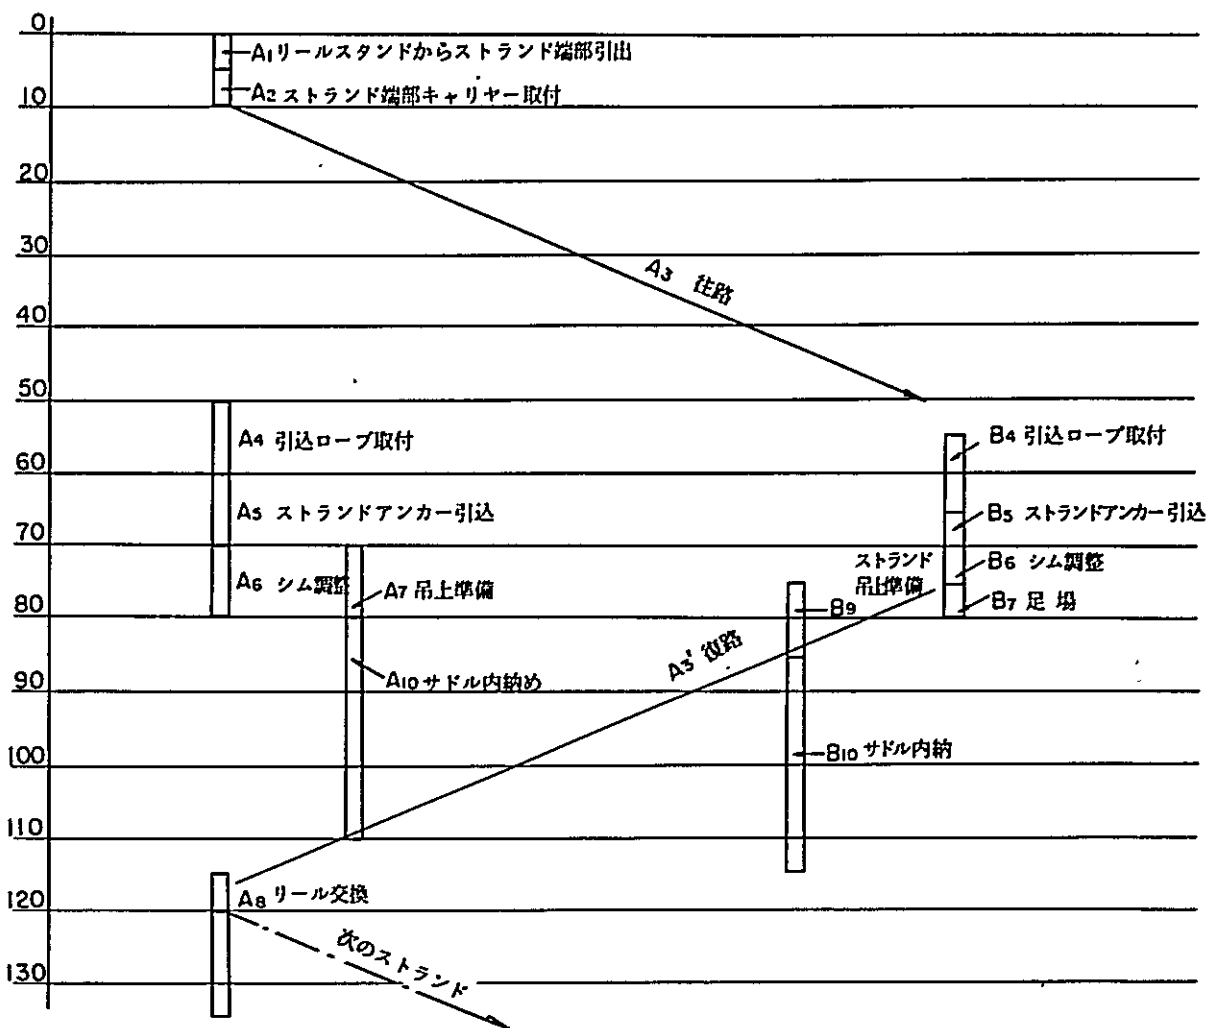 0
A1リールスタンドからストランド端部引出
A2 ストランド端部キャリヤー取付
10
20
30
A3 往路
40
50
A4 引込ロープ取付
B4 引込ロープ取付
60
A5 ストランドアンカー引込
B5 ストランドアンカー引込
70
ストランド
吊上準備
B6 シム調整
A6 シム調整
A7 吊上準備
B9
B7 足場
80
A3' 復路
A10 サドル内納め
90
B10 サドル内納
100
110
A8 リール交換
120
次のストランド
130